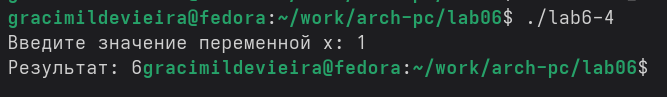 gracimildevieira@fedora:~/work/arch-pc/lab06$ ./lab6-4
Введите значение переменной x: 1
Результат: 6gracimildevieira@fedora:~/work/arch-pc/lab06$